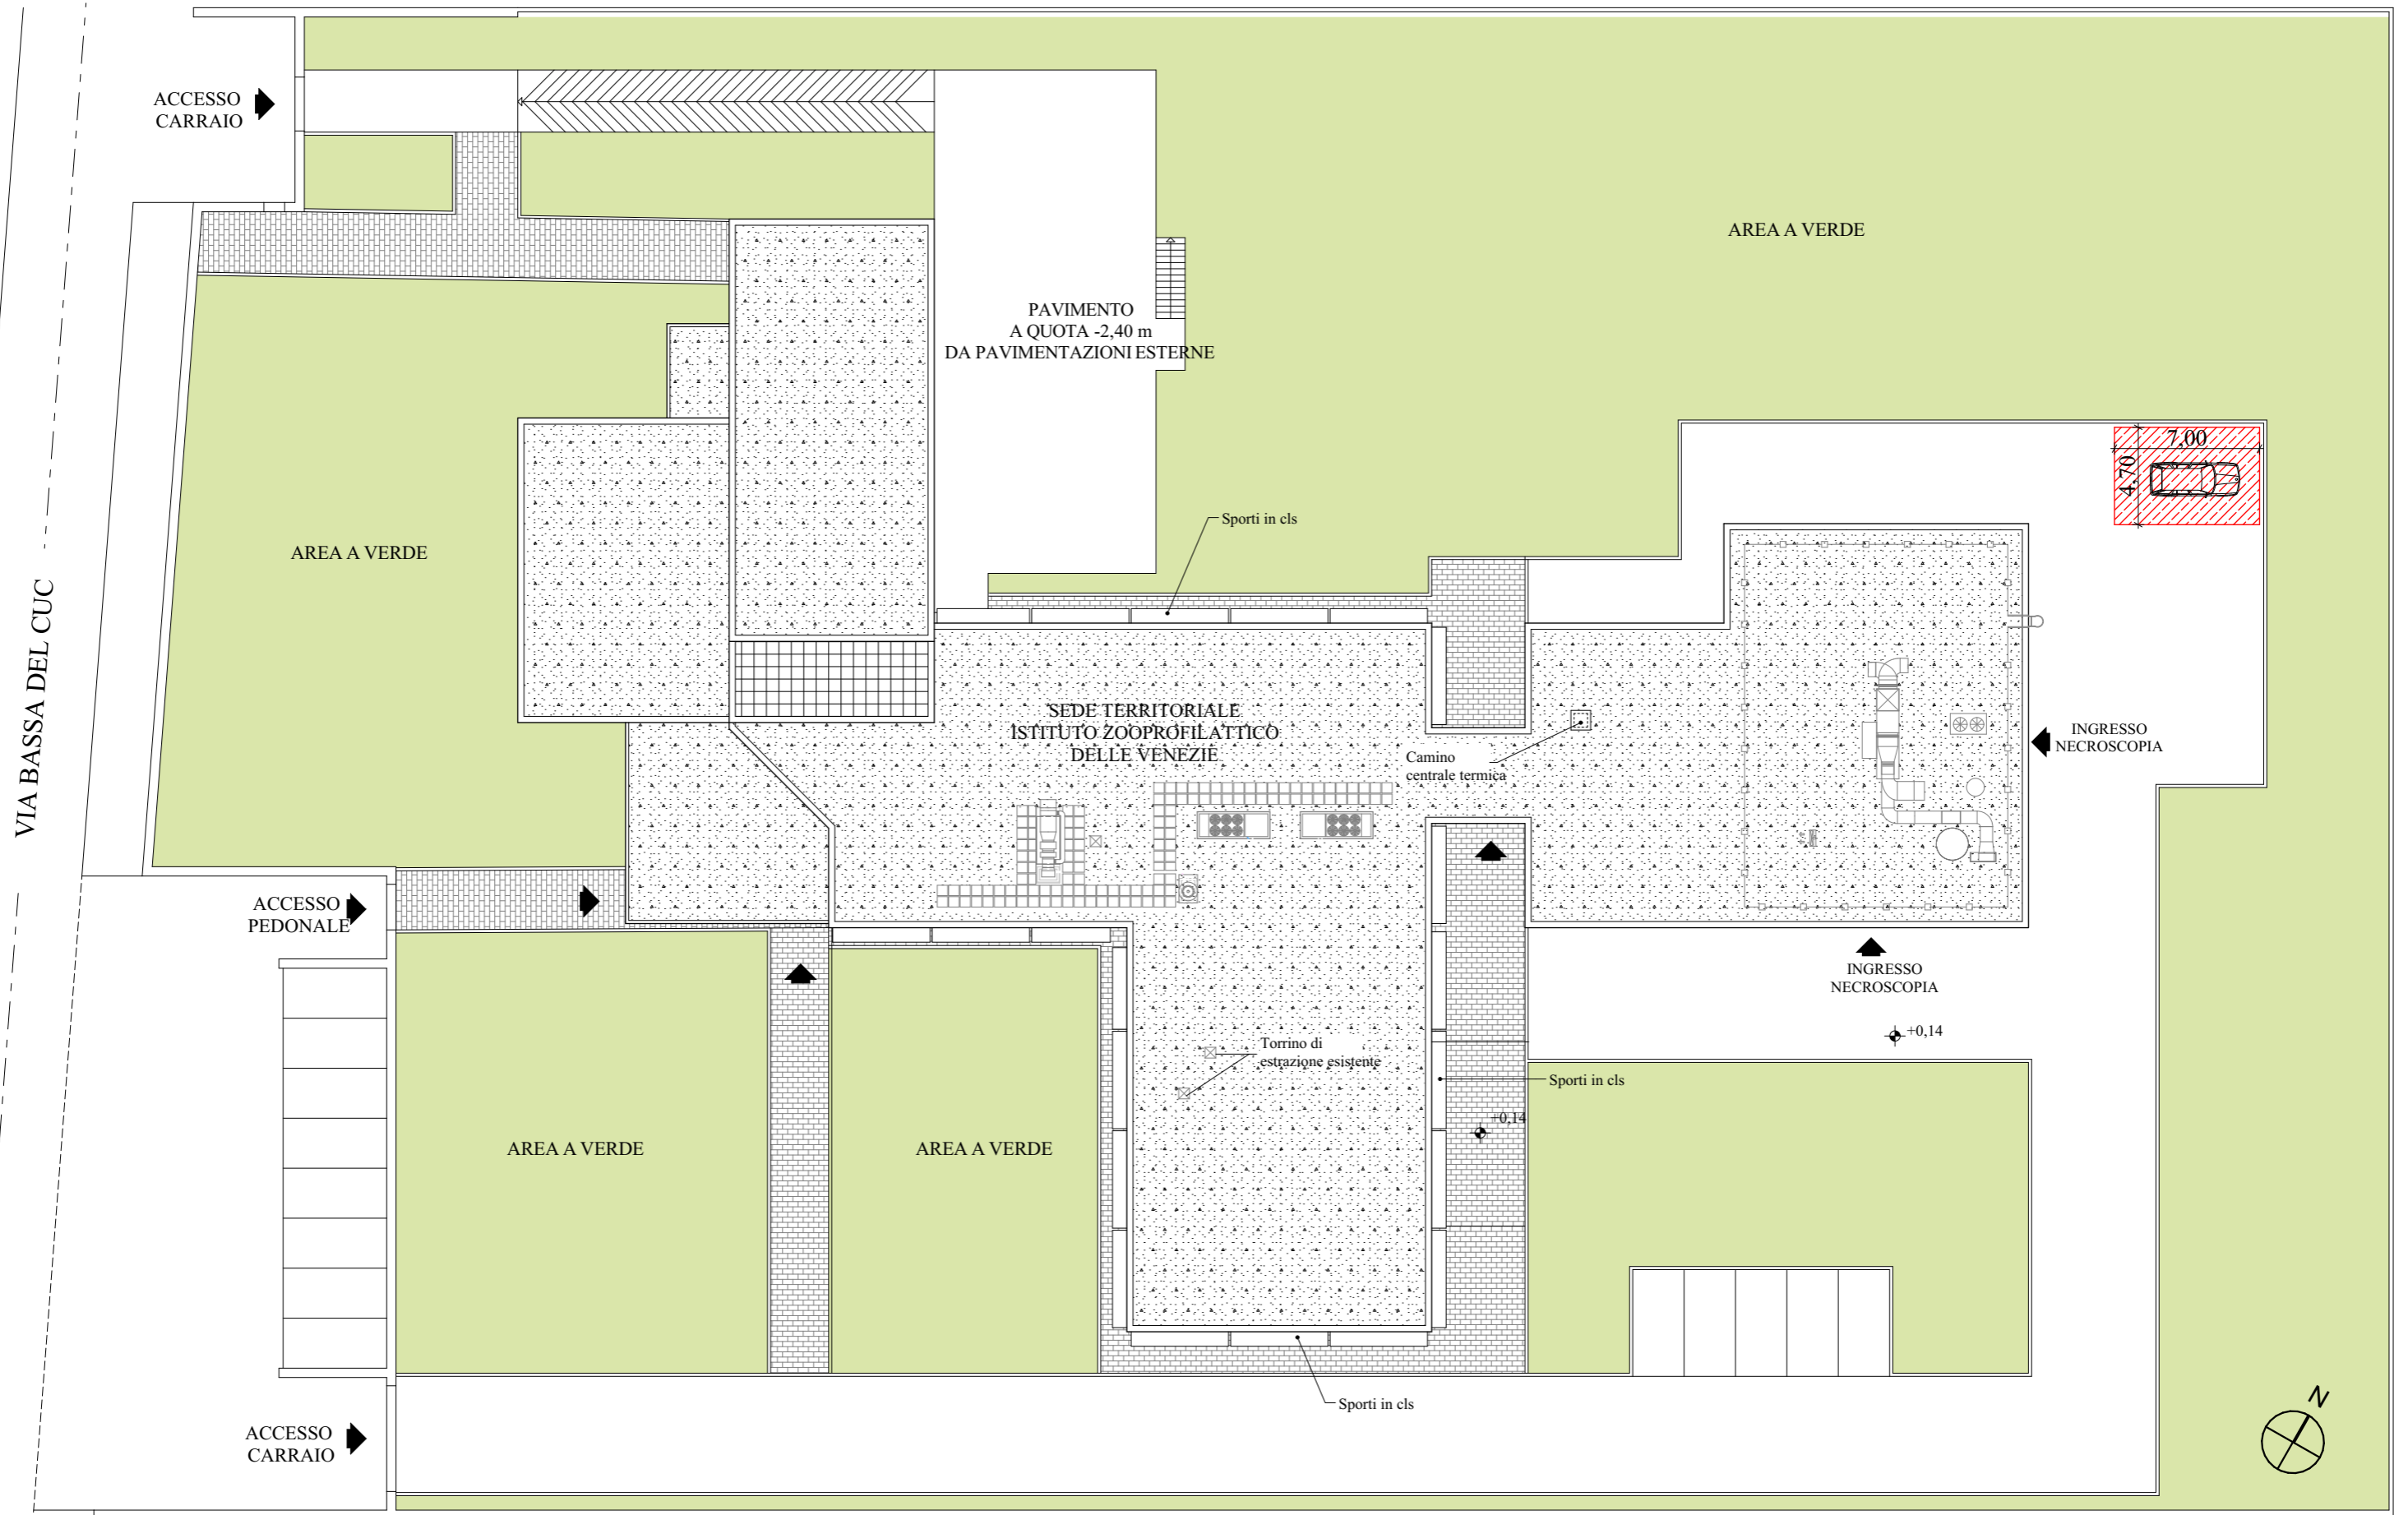 ACCESSO
CARRAIO
AREA A VERDE
PAVIMENTO
A QUOTA -2,40 m
DA PAVIMENTAZIONI ESTERNE
7,00
4,70
Sporti in cls
AREA A VERDE
VIA BASSA DEL CUC
SEDE TERRITORIALE
ISTITUTO ZOOPROFILATTICO
DELLE VENEZIE
Camino
centrale termica
INGRESSO
NECROSCOPIA
ACCESSO
PEDONALE
INGRESSO
NECROSCOPIA
+0,14
Torrino di
estrazione esistente
Sporti in cls
+0,14
AREA A VERDE
AREA A VERDE
Sporti in cls
ACCESSO
CARRAIO
N